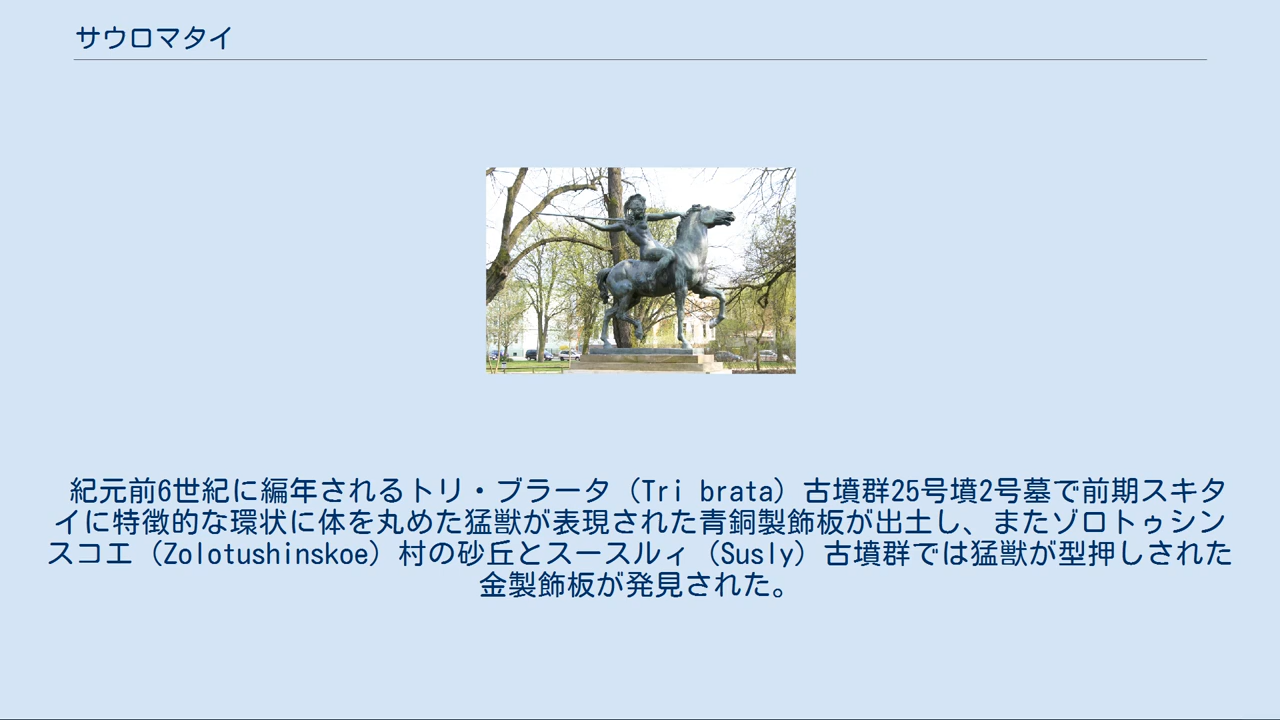 サウロマタイ
紀元前6世紀に編年されるトリ・ブラータ（Tri brata）古墳群25号墳2号墓で前期スキタ
イに特徴的な環状に体を丸めた猛獣が表現された青銅製飾板が出土し、またゾロトゥシン
スコエ（Zolotushinskoe）村の砂丘とスースルィ（Susly）古墳群では猛獣が型押しされた
金製飾板が発見された。